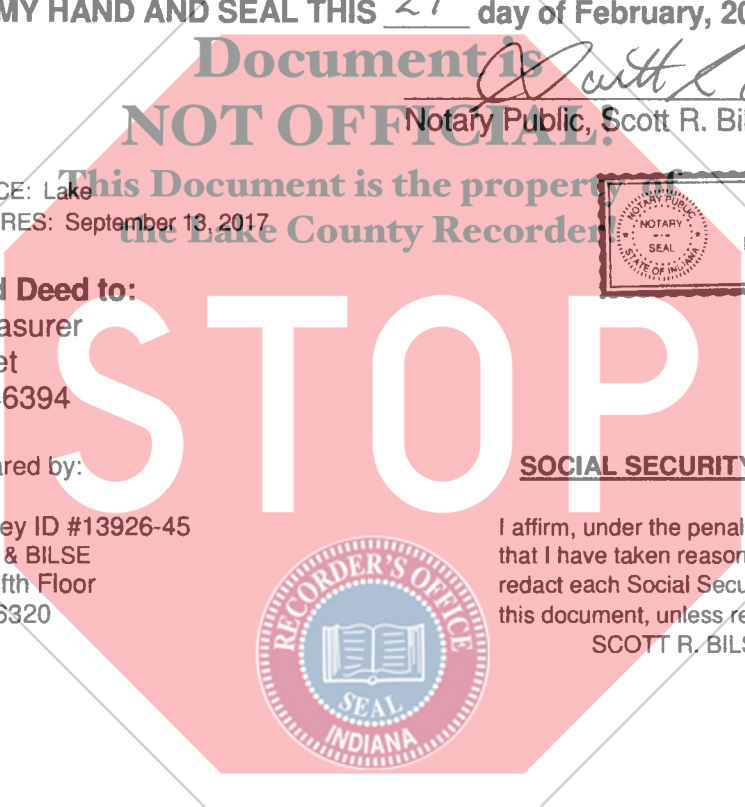 MY HAND AND SEAL THIS 27 day of February, 20
Document is
NOT OFFICIAL!
Notary Public, Scott R. Bil
CE: Lake
This Document is the property of
RES: September 13, 2017
the Lake County Recorder!
NOTARY PUBLIC
NOTARY
SEAL
STATE OF INDIANA
d Deed to:
asurer
et
6394
STOP
ared by:
SOCIAL SECURITY
ey ID #13926-45
& BILSE
fth Floor
6320
I affirm, under the penal
that I have taken reason
redact each Social Secu
this document, unless re
SCOTT R. BILS
RECORDER'S OFFICE
SEAL
INDIANA